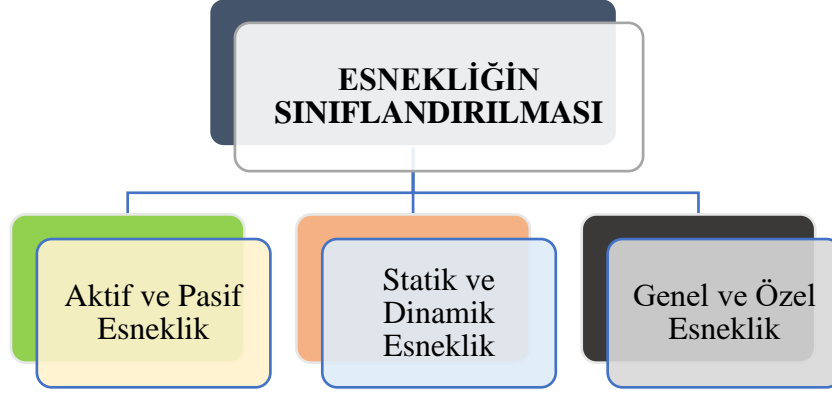 ESNEKLİĞİN
SINIFLANDIRILMASI
Aktif ve Pasif
Esneklik
Statik ve
Dinamik
Esneklik
Genel ve Özel
Esneklik